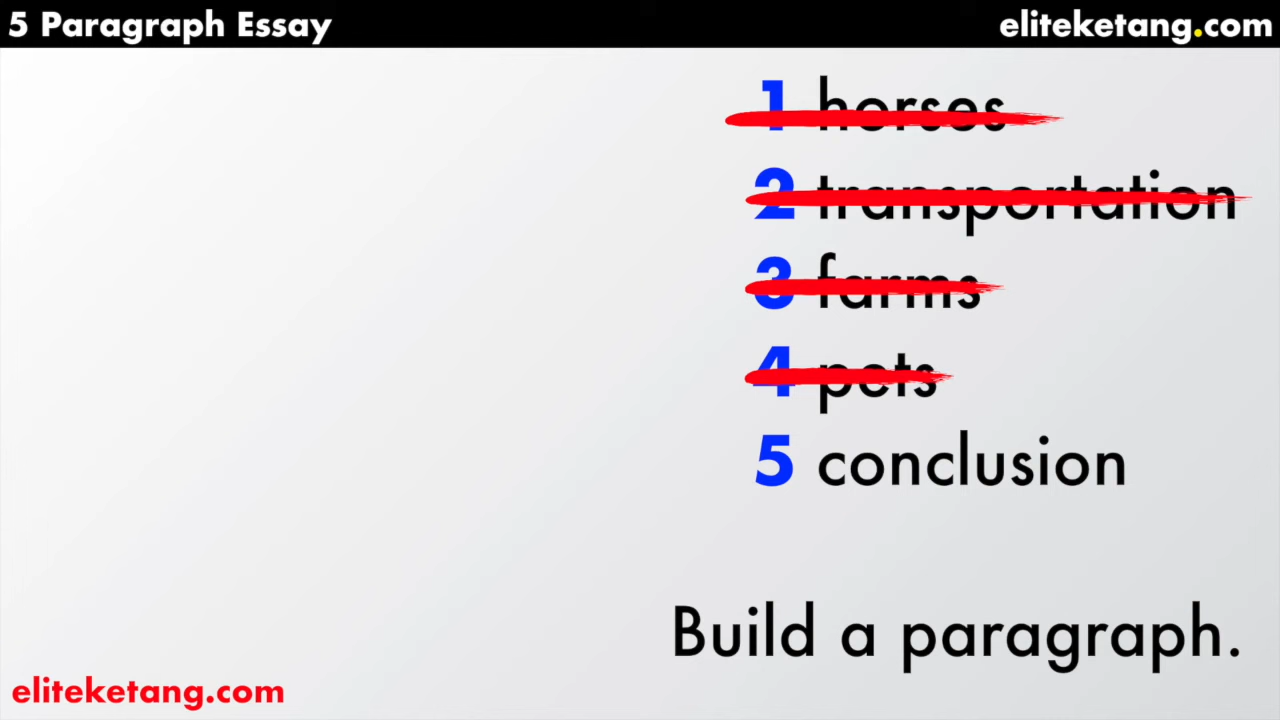 5 Paragraph Essay
eliteketang.com
1 horses
2 transportation
3 farms
4 pets
5 conclusion
Build a paragraph.
eliteketang.com